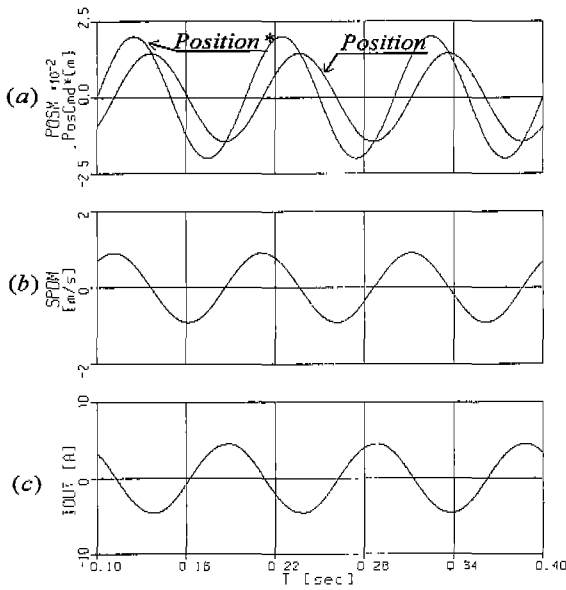 2.5
Position * Position
(a)
POSM *10^-2
, PosCmd*[m]
0.0
-2.5
2
(b)
SPDM
[m/s]
0
-2
10
(c)
IOUT [A]
0
-10
0.10 0.16 0.22 0.28 0.34 0.40
T [sec]